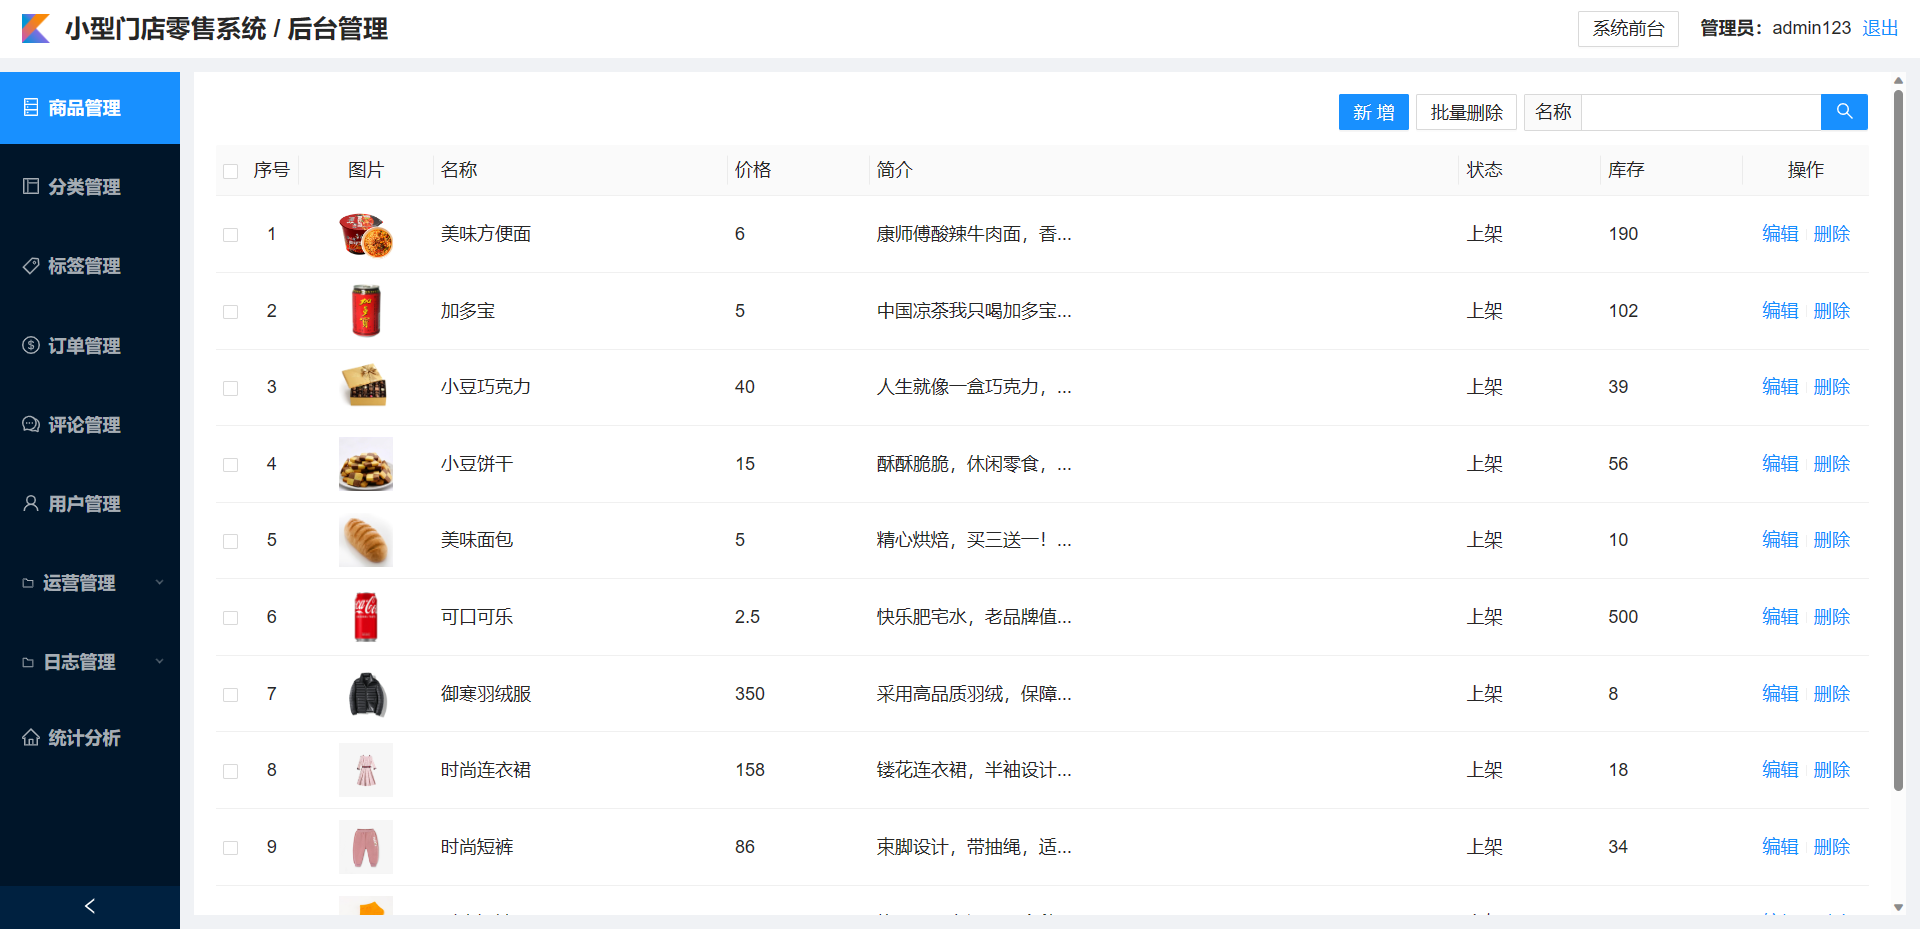 小型门店零售系统 / 后台管理
系统前台 管理员：admin123 退出
商品管理
分类管理
标签管理
订单管理
评论管理
用户管理
运营管理
日志管理
统计分析
新 增 批量删除 名称
序号 图片 名称 价格 简介 状态 库存 操作
1 美味方便面 6 康师傅酸辣牛肉面，香... 上架 190 编辑 删除
2 加多宝 5 中国凉茶我只喝加多宝... 上架 102 编辑 删除
3 小豆巧克力 40 人生就像一盒巧克力，... 上架 39 编辑 删除
4 小豆饼干 15 酥酥脆脆，休闲零食，... 上架 56 编辑 删除
5 美味面包 5 精心烘焙，买三送一！... 上架 10 编辑 删除
6 可口可乐 2.5 快乐肥宅水，老品牌值... 上架 500 编辑 删除
7 御寒羽绒服 350 采用高品质羽绒，保障... 上架 8 编辑 删除
8 时尚连衣裙 158 镂花连衣裙，半袖设计... 上架 18 编辑 删除
9 时尚短裤 86 束脚设计，带抽绳，适... 上架 34 编辑 删除